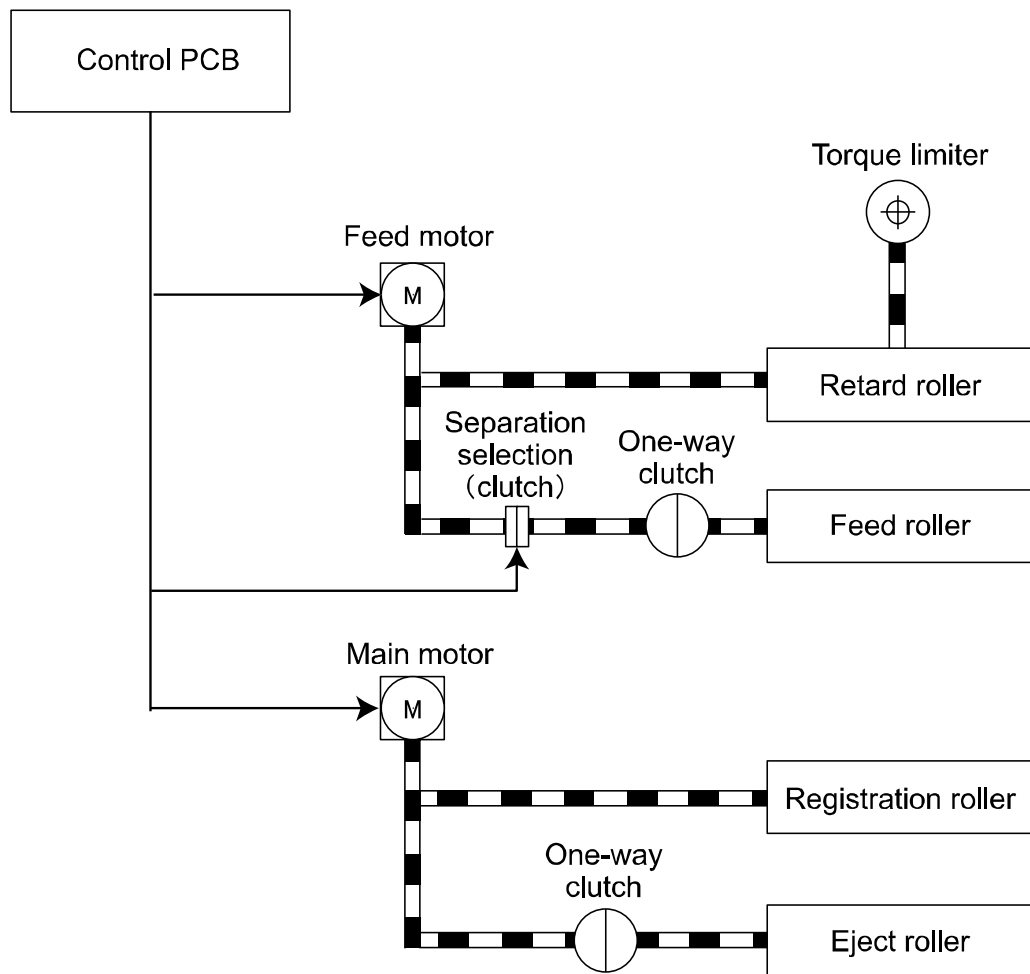 Control PCB
Torque limiter
Feed motor
M
Retard roller
Separation
selection
（clutch）
One-way
clutch
Feed roller
Main motor
M
Registration roller
One-way
clutch
Eject roller